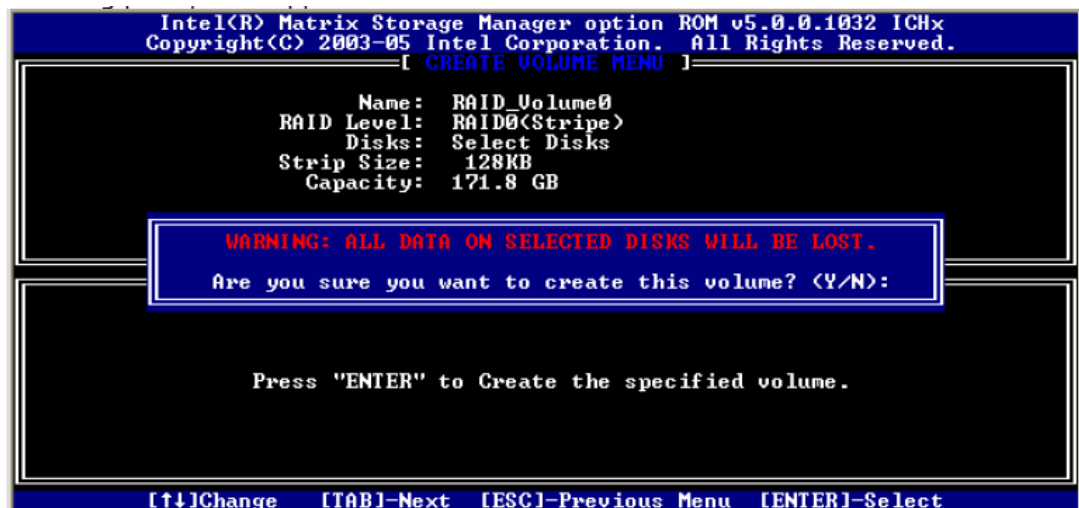 Intel(R) Matrix Storage Manager option ROM v5.0.0.1032 ICHx
Copyright(C) 2003-05 Intel Corporation. All Rights Reserved.
[ CREATE VOLUME MENU ]
Name: RAID_Volume0
RAID Level: RAID0(Stripe)
Disks: Select Disks
Strip Size: 128KB
Capacity: 171.8 GB
WARNING: ALL DATA ON SELECTED DISKS WILL BE LOST.
Are you sure you want to create this volume? (Y/N):
Press "ENTER" to Create the specified volume.
[↑↓]Change [TAB]-Next [ESC]-Previous Menu [ENTER]-Select